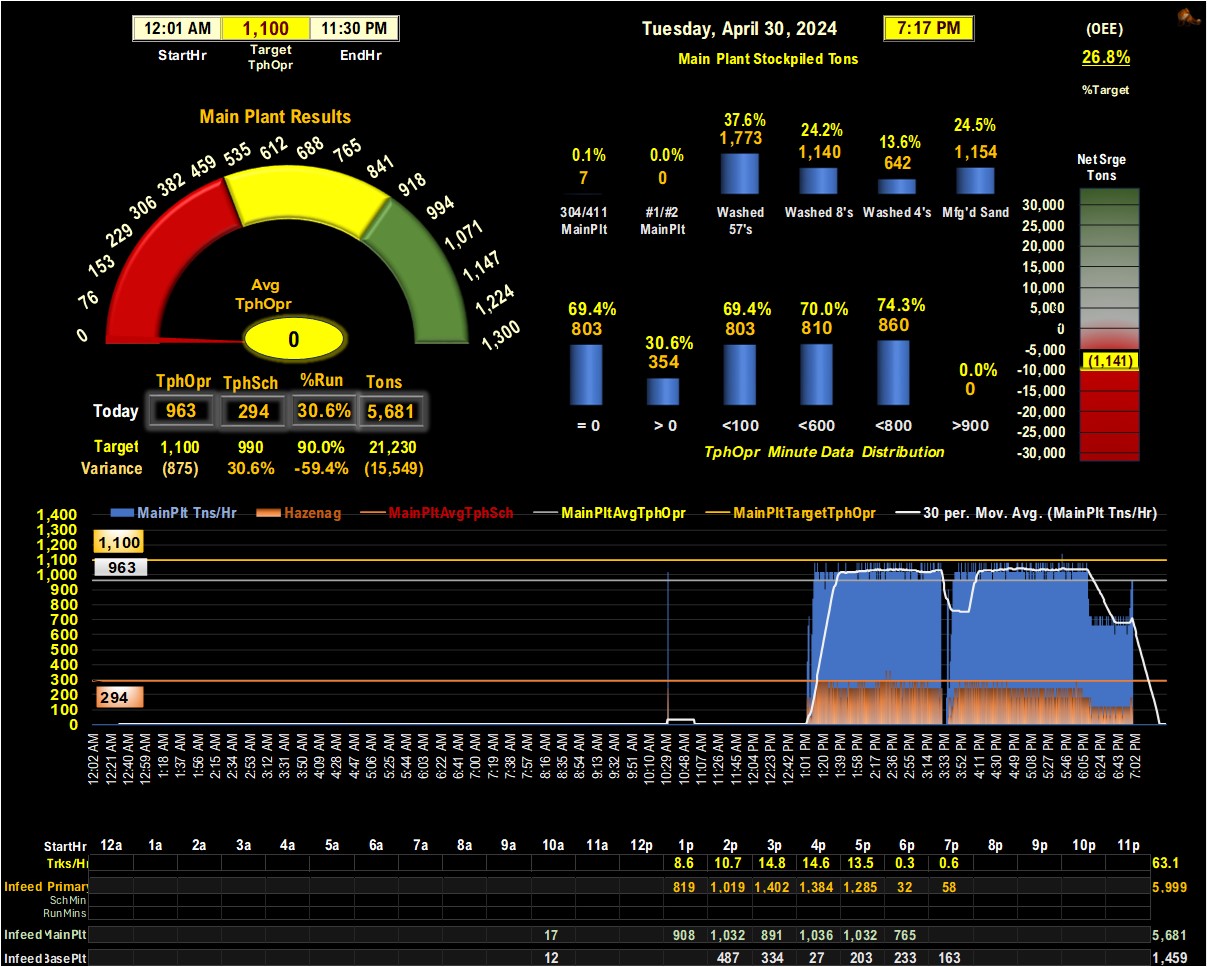 12:01 AM 1,100 11:30 PM
StartHr Target TphOpr EndHr
Tuesday, April 30, 2024 7:17 PM
Main Plant Stockpiled Tons
(OEE)
26.8%
%Target
Main Plant Results
0 76 153 229 306 382 459 535 612 688 765 841 918 994 1,071 1,147 1,224 1,300
Avg
TphOpr
0
TphOpr TphSch %Run Tons
Today 963 294 30.6% 5,681
Target 1,100 990 90.0% 21,230
Variance (875) 30.6% -59.4% (15,549)
0.1% 0.0% 37.6% 24.2% 13.6% 24.5%
7 0 1,773 1,140 642 1,154
304/411 MainPlt #1/#2 MainPlt Washed 57's Washed 8's Washed 4's Mfg'd Sand
69.4% 30.6% 69.4% 70.0% 74.3% 0.0%
803 354 803 810 860 0
= 0 > 0 <100 <600 <800 >900
TphOpr Minute Data Distribution
Net Srge
Tons
30,000
25,000
20,000
15,000
10,000
5,000
0
-5,000
(1,141)
-10,000
-15,000
-20,000
-25,000
-30,000
MainPlt Tns/Hr Hazenag MainPltAvgTphSch MainPltAvgTphOpr MainPltTargetTphOpr 30 per. Mov. Avg. (MainPlt Tns/Hr)
1,400
1,300
1,200
1,100
1,000
900
800
700
600
500
400
300
200
100
0
1,100
963
294
12:02 AM 12:21 AM 12:40 AM 12:59 AM 1:18 AM 1:37 AM 1:56 AM 2:15 AM 2:34 AM 2:53 AM 3:12 AM 3:31 AM 3:50 AM 4:09 AM 4:28 AM 4:47 AM 5:06 AM 5:25 AM 5:44 AM 6:03 AM 6:22 AM 6:41 AM 7:00 AM 7:19 AM 7:38 AM 7:57 AM 8:16 AM 8:35 AM 8:54 AM 9:13 AM 9:32 AM 9:51 AM 10:10 AM 10:29 AM 10:48 AM 11:07 AM 11:26 AM 11:45 AM 12:04 PM 12:23 PM 12:42 PM 1:01 PM 1:20 PM 1:39 PM 1:58 PM 2:17 PM 2:36 PM 2:55 PM 3:14 PM 3:33 PM 3:52 PM 4:11 PM 4:30 PM 4:49 PM 5:08 PM 5:27 PM 5:46 PM 6:05 PM 6:24 PM 6:43 PM 7:02 PM
StartHr 12a 1a 2a 3a 4a 5a 6a 7a 8a 9a 10a 11a 12p 1p 2p 3p 4p 5p 6p 7p 8p 9p 10p 11p
Trks/Hr 8.6 10.7 14.8 14.6 13.5 0.3 0.6 63.1
Infeed Primary 819 1,019 1,402 1,384 1,285 32 58 5,999
SchMin
RunMins
Infeed MainPlt 17 908 1,032 891 1,036 1,032 765 5,681
Infeed BasePlt 12 487 334 27 203 233 163 1,459